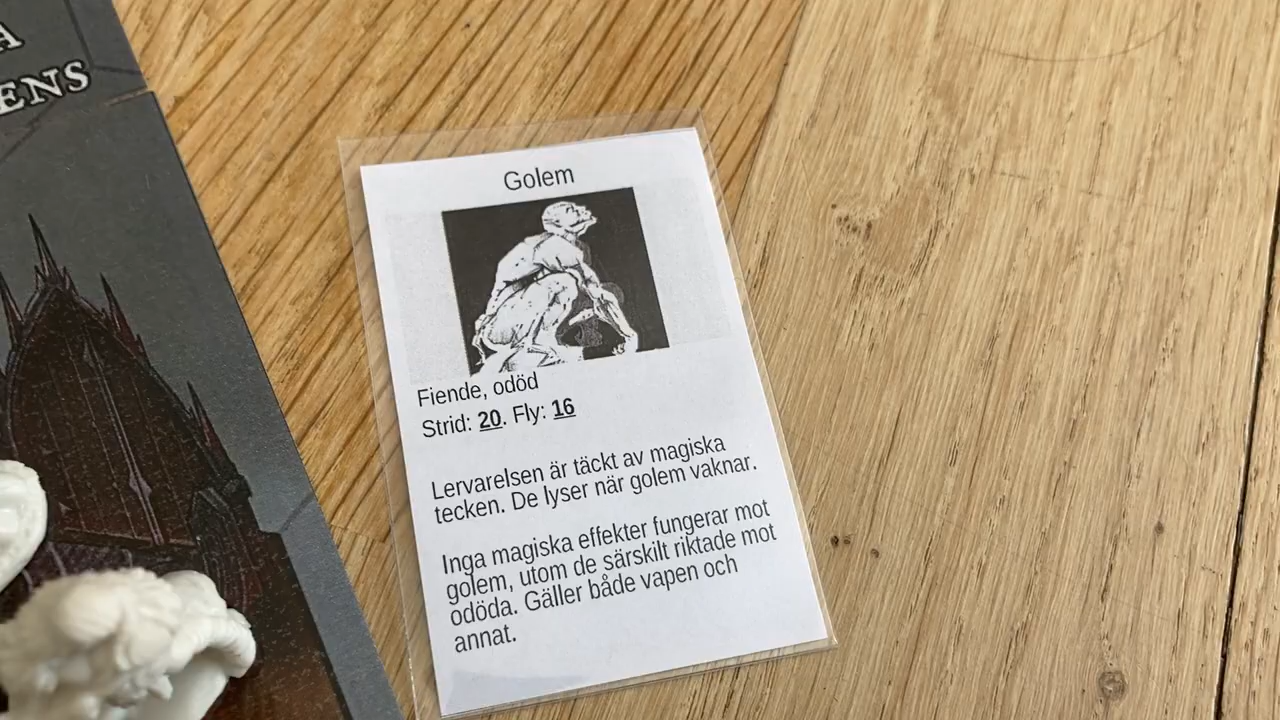 A
ENS
Golem
Fiende, odöd
Strid: 20. Fly: 16
Lervarelsen är täckt av magiska
tecken. De lyser när golem vaknar.
Inga magiska effekter fungerar mot
golem, utom de särskilt riktade mot
odöda. Gäller både vapen och
annat.